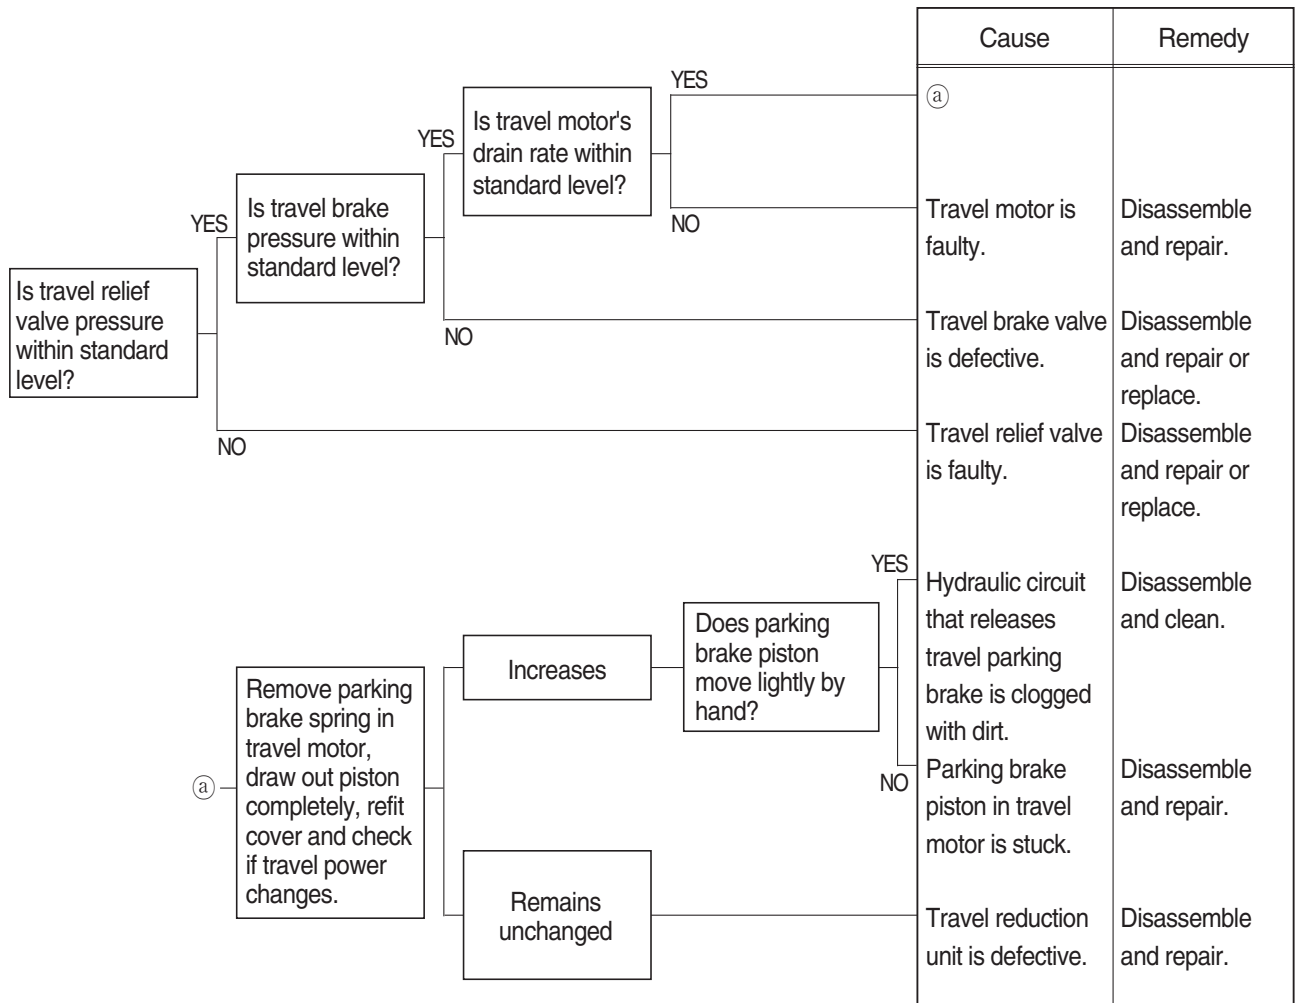 Cause
Remedy
Is travel relief
valve pressure
within standard
level?
YES
NO
Is travel brake
pressure within
standard level?
YES
NO
Is travel motor's
drain rate within
standard level?
YES
NO
ⓐ
Travel motor is
faulty.
Disassemble
and repair.
Travel brake valve
is defective.
Disassemble
and repair or
replace.
Travel relief valve
is faulty.
Disassemble
and repair or
replace.
ⓐ
Remove parking
brake spring in
travel motor,
draw out piston
completely, refit
cover and check
if travel power
changes.
Increases
Does parking
brake piston
move lightly by
hand?
YES
NO
Remains
unchanged
Hydraulic circuit
that releases
travel parking
brake is clogged
with dirt.
Disassemble
and clean.
Parking brake
piston in travel
motor is stuck.
Disassemble
and repair.
Travel reduction
unit is defective.
Disassemble
and repair.